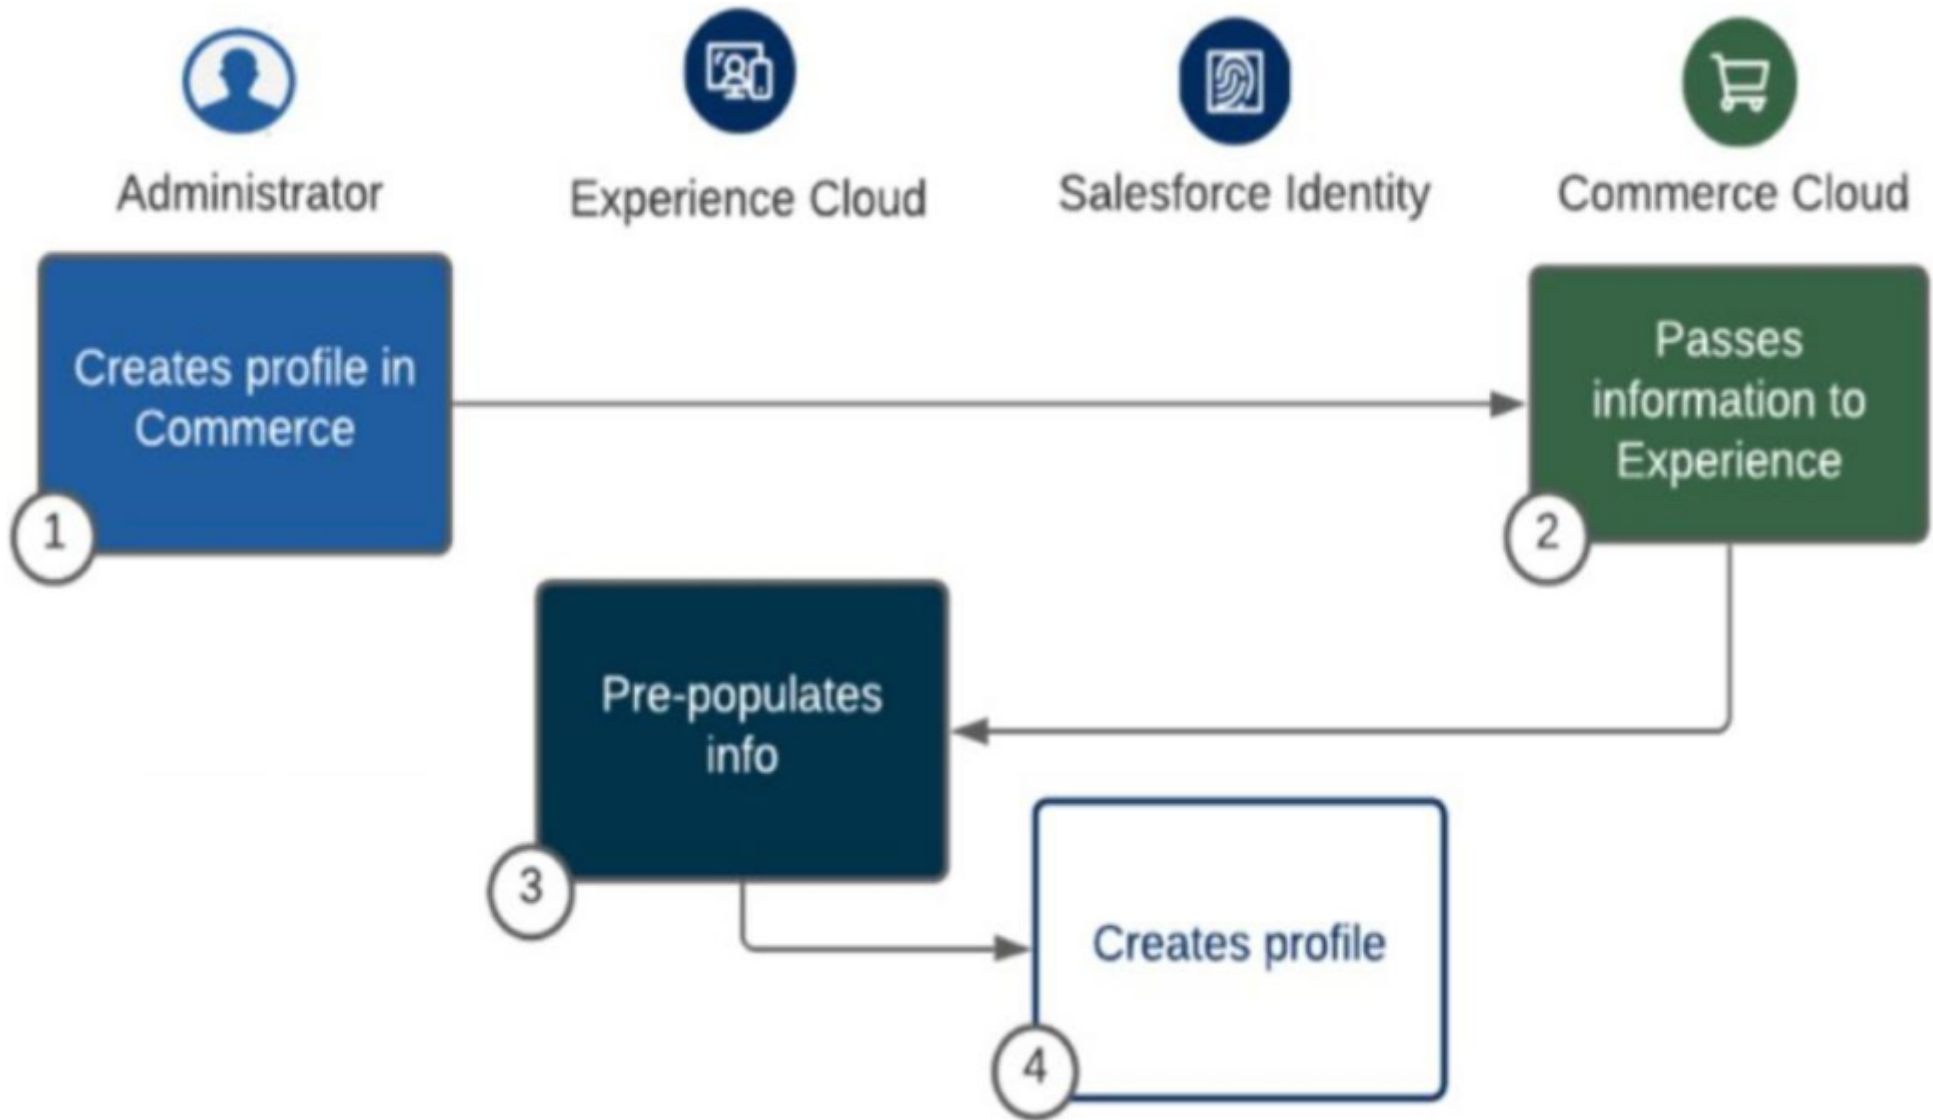 Administrator
Experience Cloud
Salesforce Identity
Commerce Cloud
Creates profile in
Commerce
1
Passes
information to
Experience
2
Pre-populates
info
3
Creates profile
4